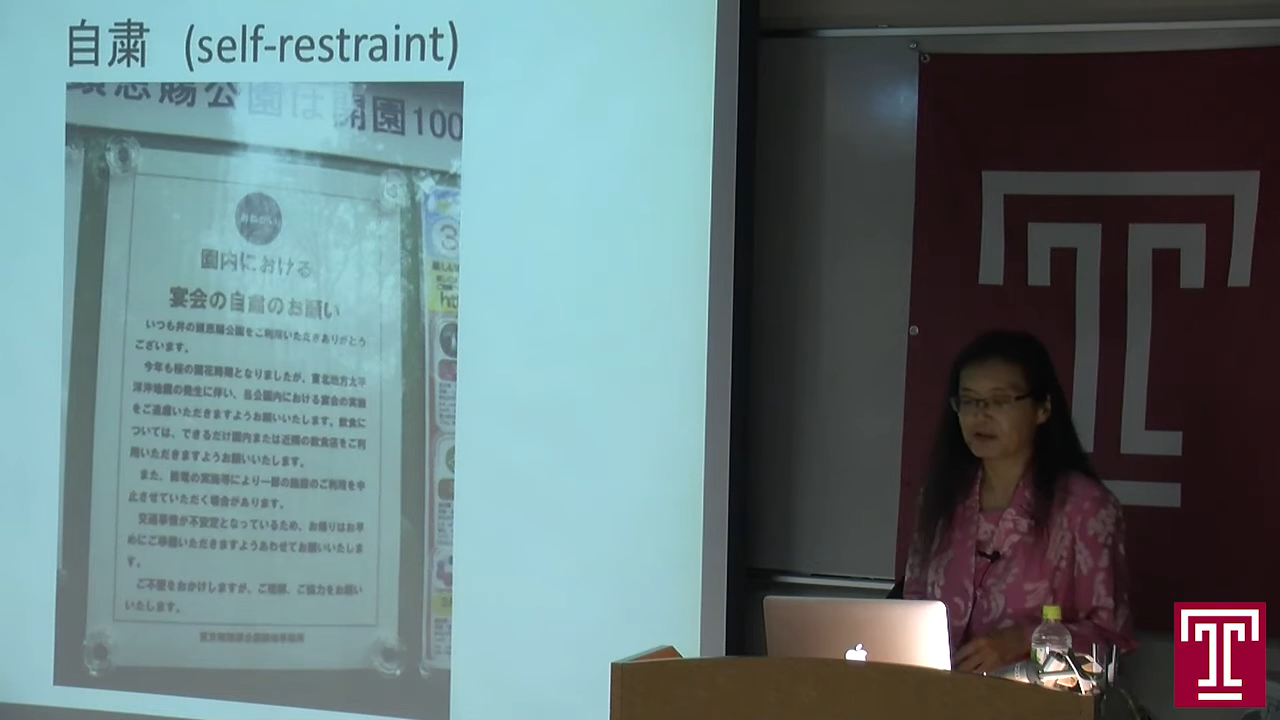 自粛 (self-restraint)
恩賜公園は開園100
おねがい
園内における
宴会の自粛のお願い
いつも井の頭恩賜公園をご利用いただきありがとう
ございます。
今年も桜の開花時期となりましたが、東北地方太平
洋沖地震の発生に伴い、当公園内における宴会の実施
をご遠慮いただきますようお願いいたします。飲食に
ついては、できるだけ園内または近隣の飲食店をご利
用いただきますようお願いいたします。
また、節電の実施等により一部の施設のご利用を中
止させていただく場合があります。
交通事情が不安定となっているため、お帰りはお早
めにご準備いただきますようあわせてお願いいたしま
す。
ご不便をおかけしますが、ご理解、ご協力をお願い
いたします。